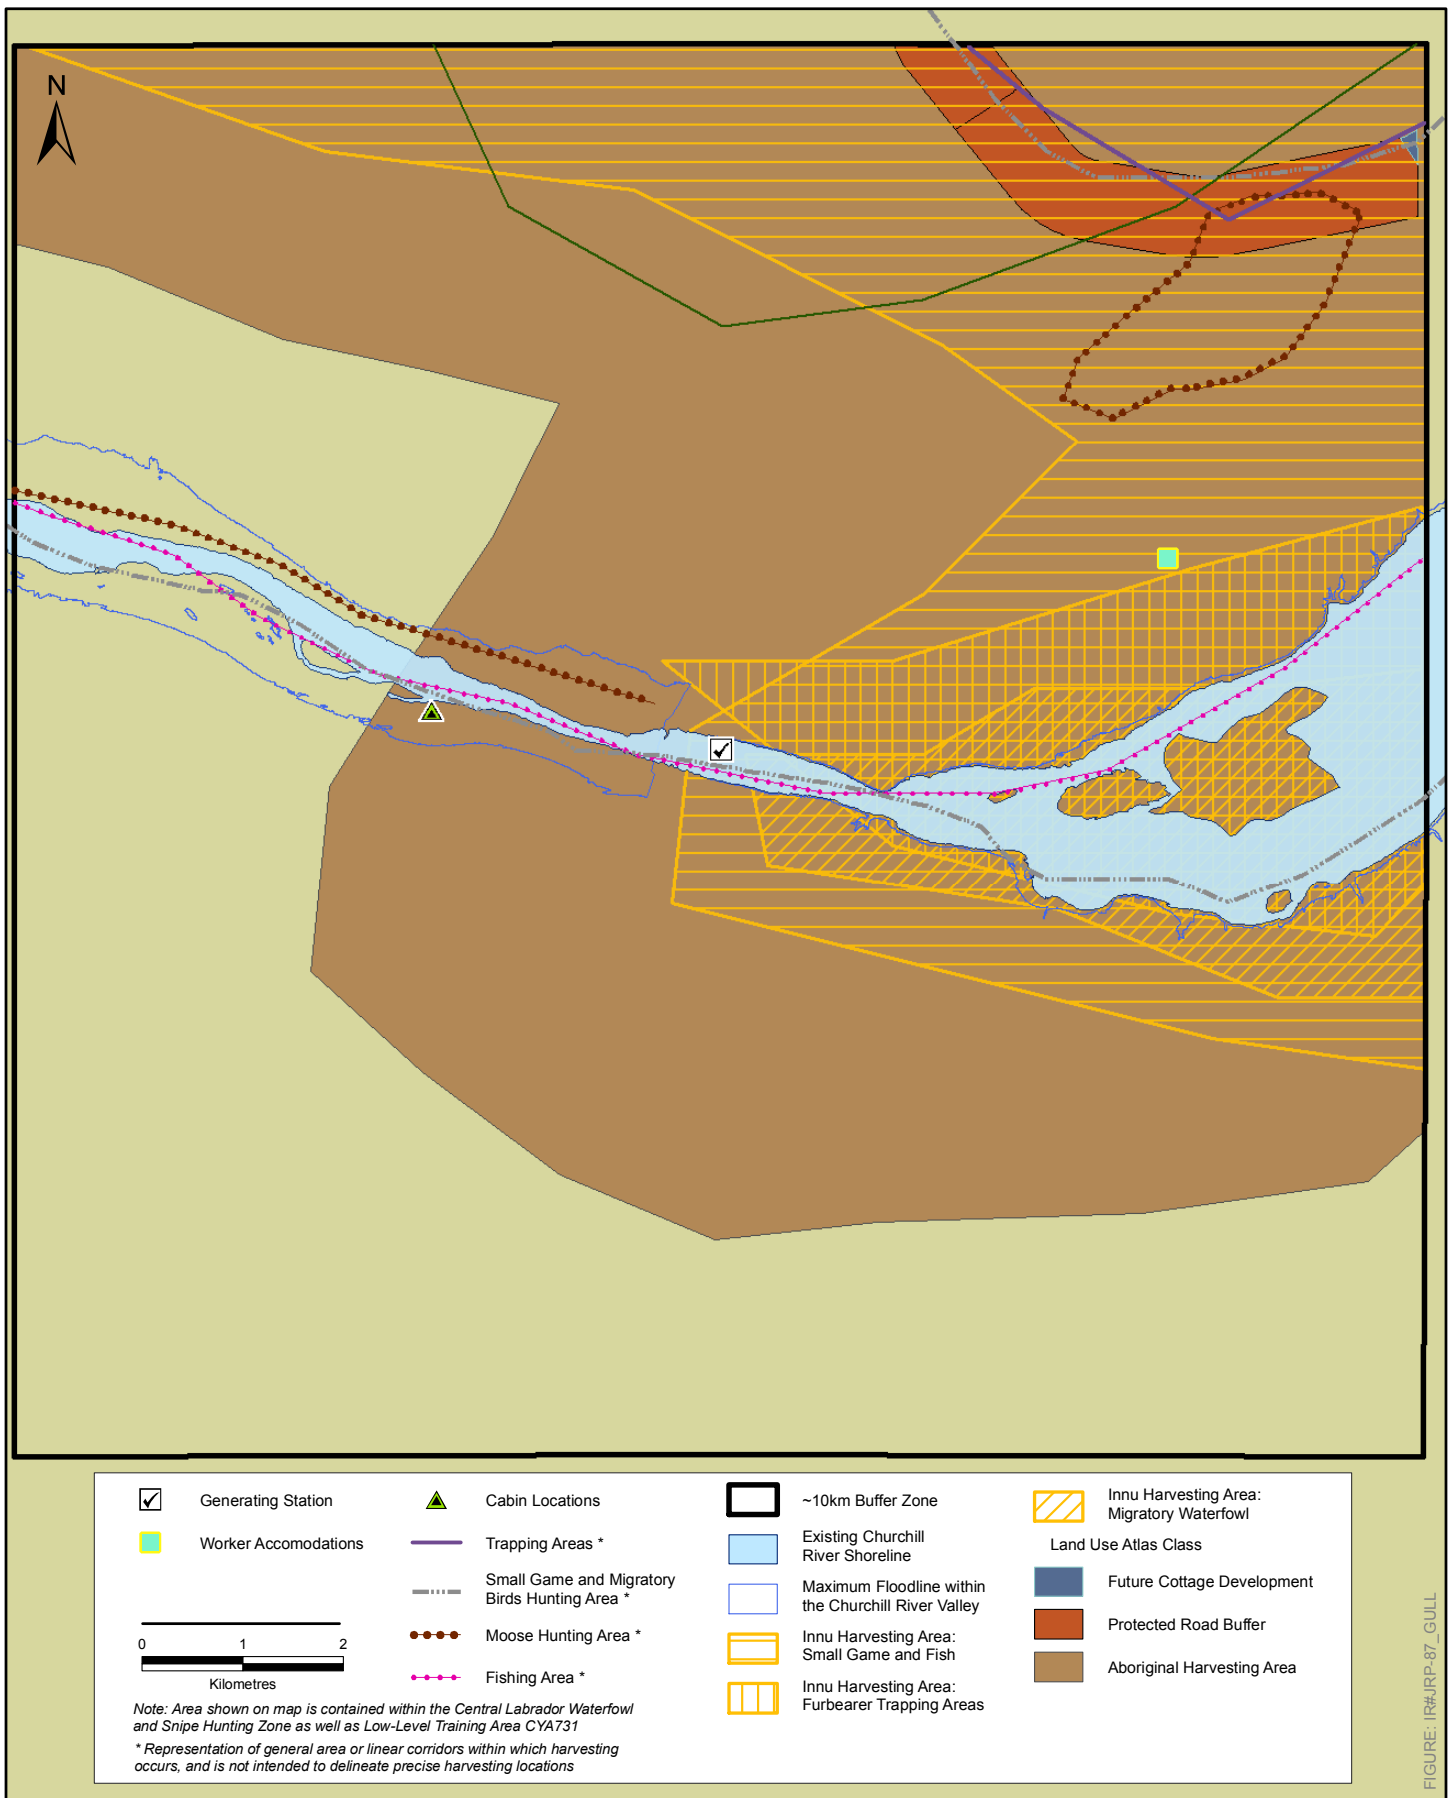 N
Generating Station
Worker Accomodations
0 1 2
Kilometres
Cabin Locations
Trapping Areas *
Small Game and Migratory
Birds Hunting Area *
Moose Hunting Area *
Fishing Area *
Note: Area shown on map is contained within the Central Labrador Waterfowl
and Snipe Hunting Zone as well as Low-Level Training Area CYA731
* Representation of general area or linear corridors within which harvesting
occurs, and is not intended to delineate precise harvesting locations
~10km Buffer Zone
Existing Churchill
River Shoreline
Maximum Floodline within
the Churchill River Valley
Innu Harvesting Area:
Small Game and Fish
Innu Harvesting Area:
Furbearer Trapping Areas
Innu Harvesting Area:
Migratory Waterfowl
Land Use Atlas Class
Future Cottage Development
Protected Road Buffer
Aboriginal Harvesting Area
FIGURE: IR#JRP-87_GULL